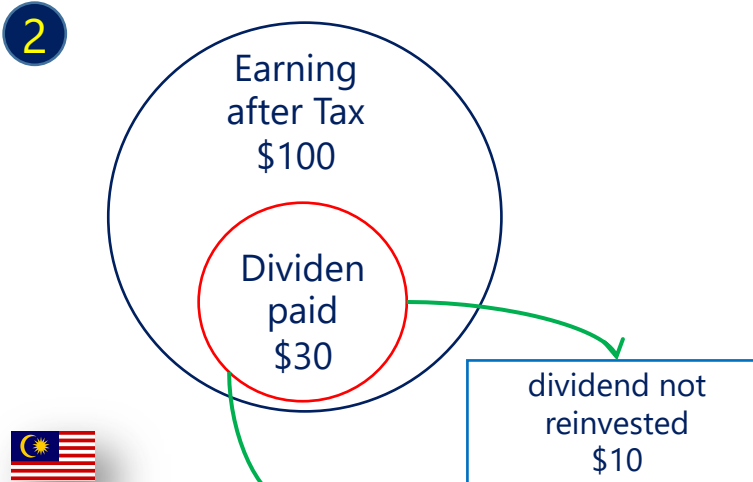 2
Earning
after Tax
$100
Dividen
paid
$30
dividend not
reinvested
$10